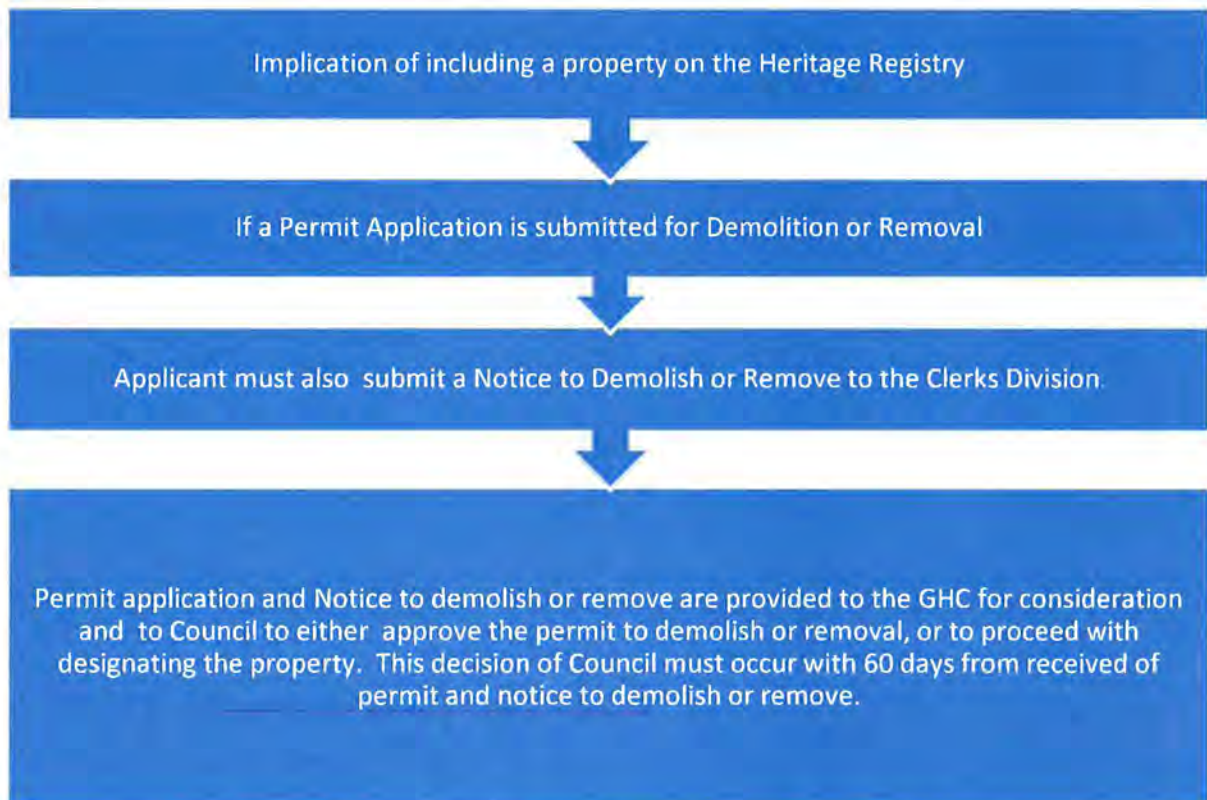 Implication of including a property on the Heritage Registry
If a Permit Application is submitted for Demolition or Removal
Applicant must also  submit a Notice to Demolish or Remove to the Clerks Division
Permit application and Notice to demolish or remove are provided to the GHC for consideration
and  to Council to either  approve the permit to demolish or removal, or to proceed with
designating the property.  This decision of Council must occur with 60 days from received of
permit and notice to demolish or remove.